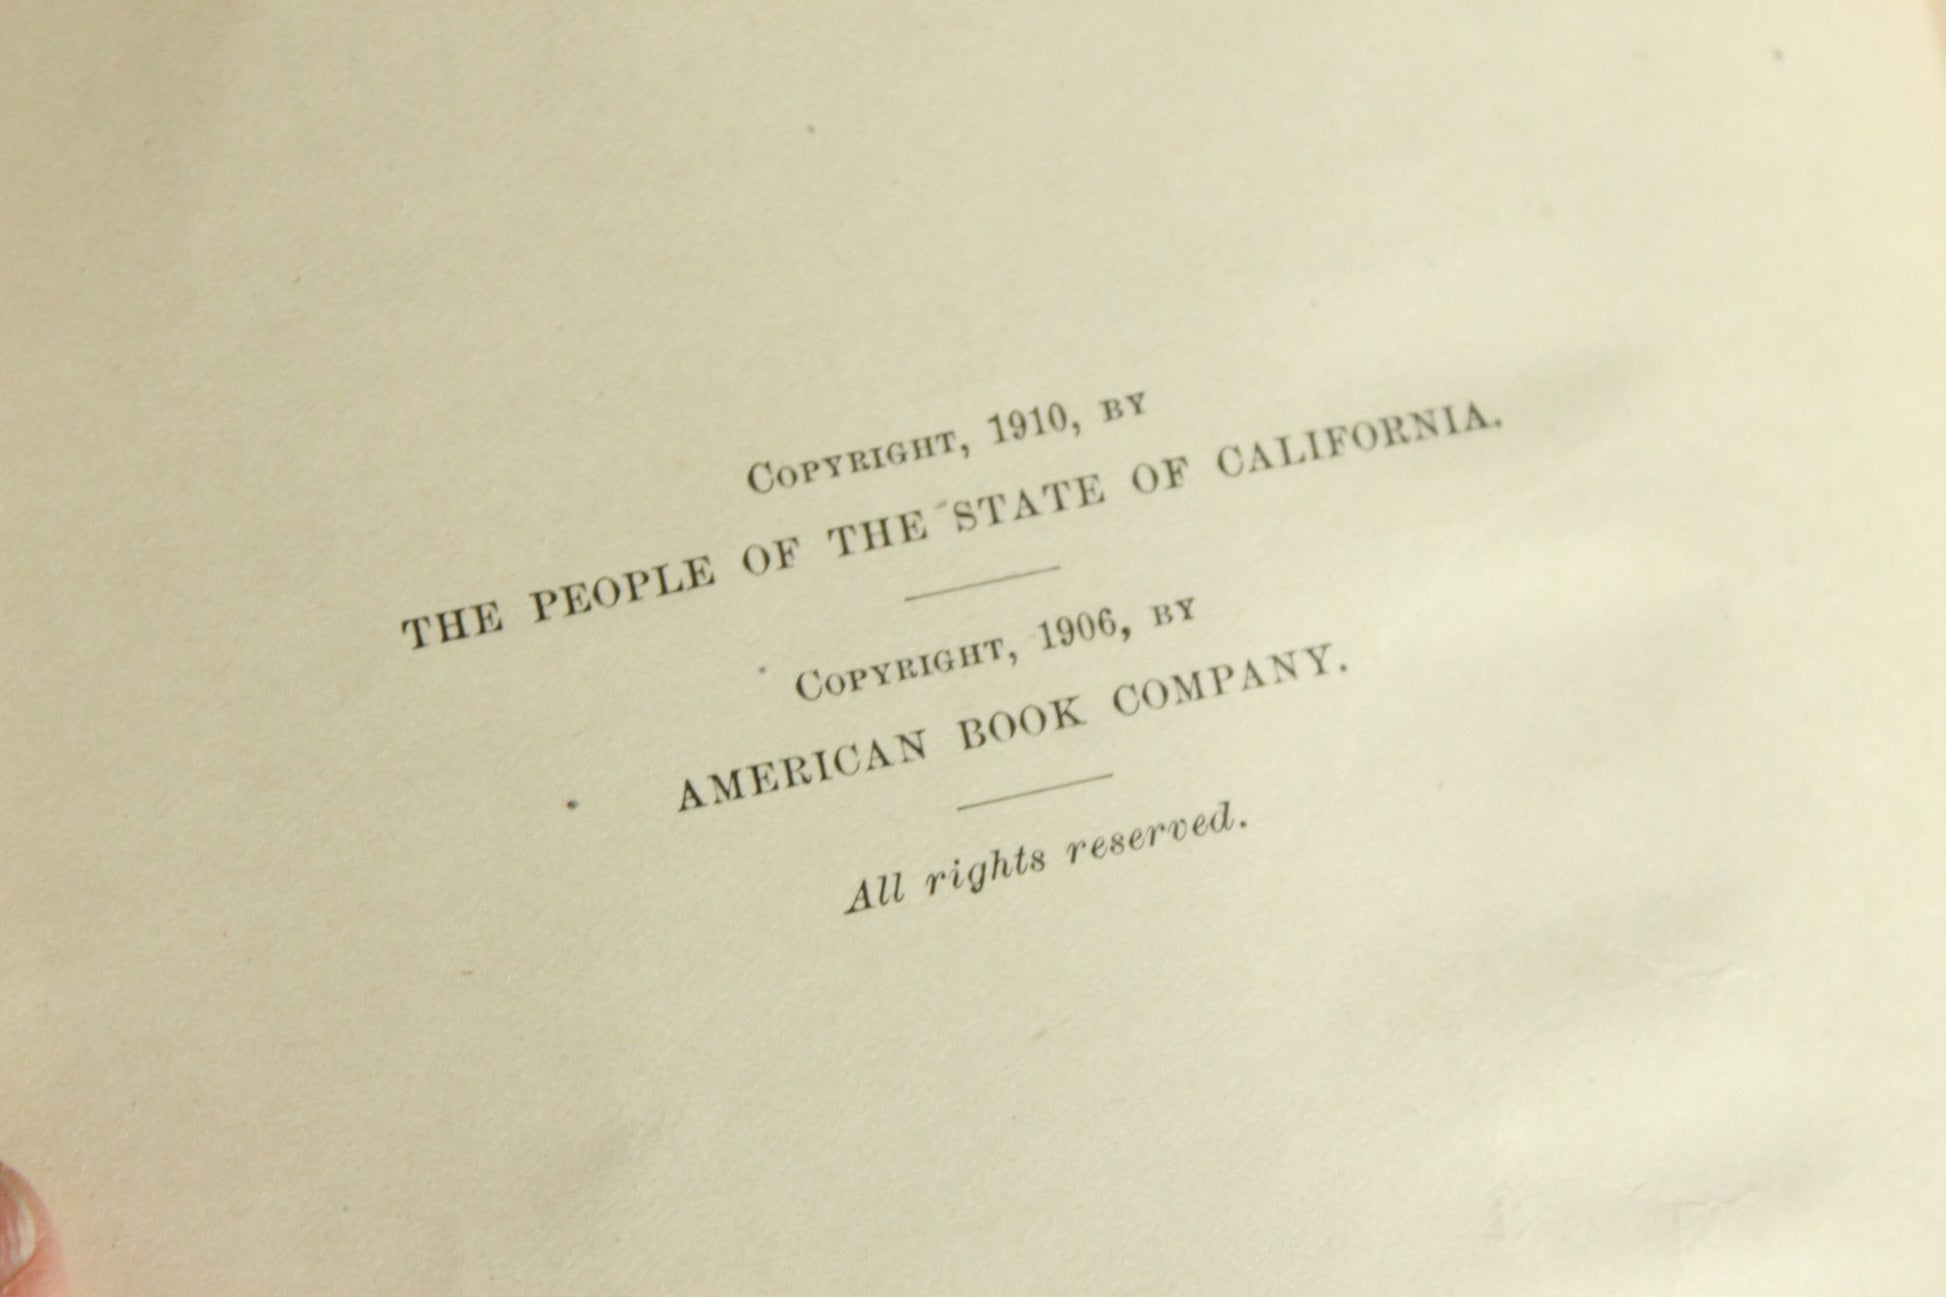 Copyright, 1910, by
THE PEOPLE OF THE STATE OF CALIFORNIA.
Copyright, 1906, by
AMERICAN BOOK COMPANY.
All rights reserved.